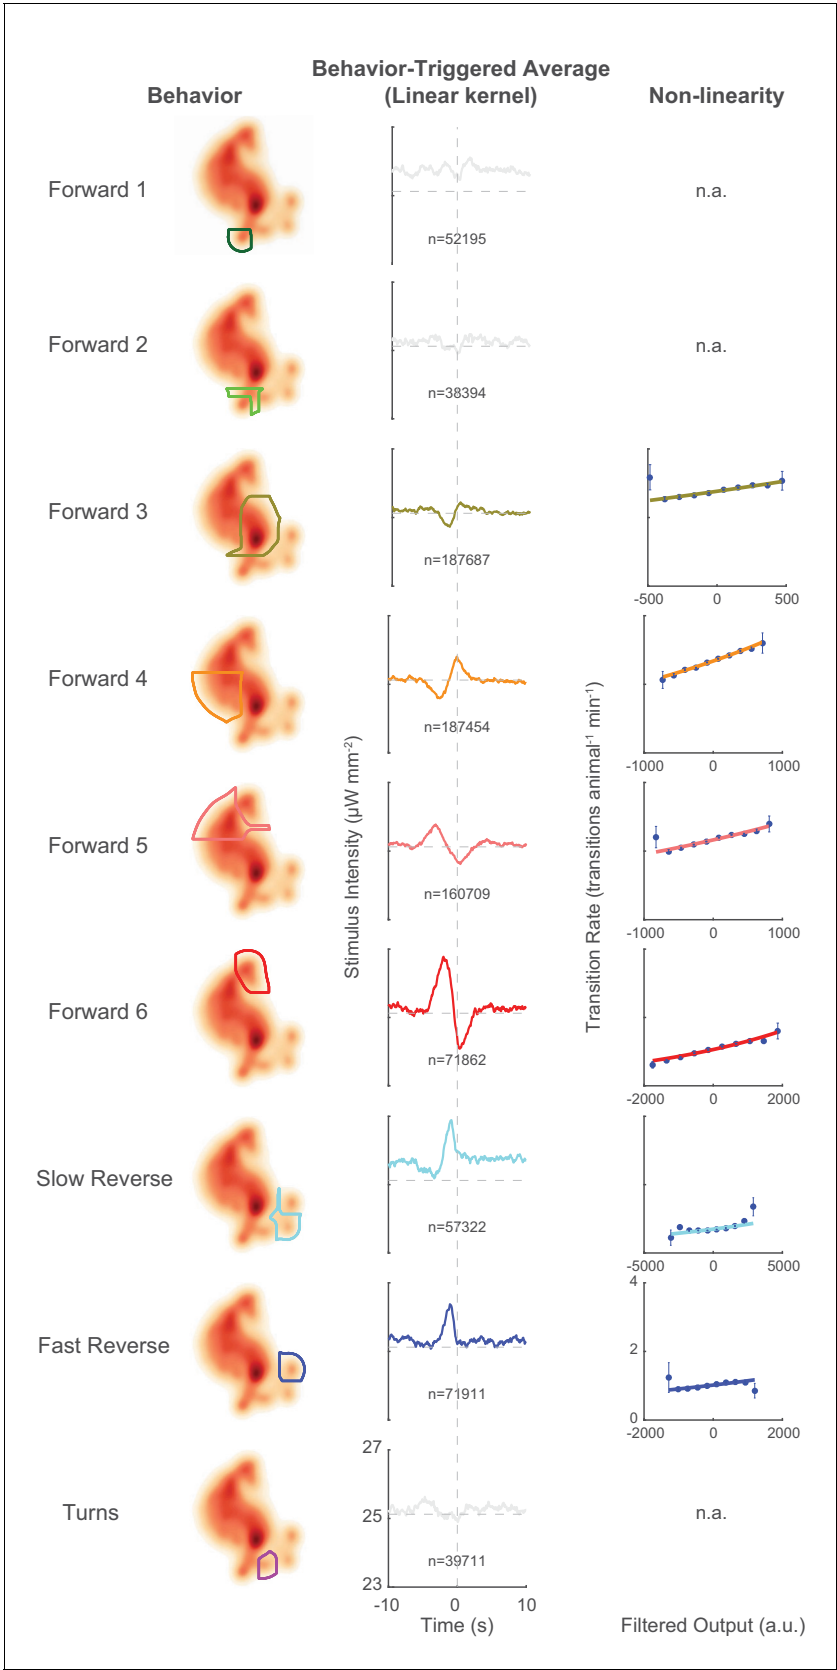 Behavior-Triggered Average
Behavior (Linear kernel) Non-linearity
Forward 1
n.a.
n=52195
Forward 2
n.a.
n=38394
Forward 3
n=187687
-500 0 500
Forward 4
n=187454
-1000 0 1000
Forward 5
n=160709
-1000 0 1000
Forward 6
n=71862
-2000 0 2000
Slow Reverse
n=57322
-5000 0 5000
4
Fast Reverse
2
n=71911
0
-2000 0 2000
27
Turns
25
n.a.
n=39711
23
-10 0 10
Time (s)
Filtered Output (a.u.)
Stimulus Intensity (µW mm-2)
Transition Rate (transitions animal-1 min-1)